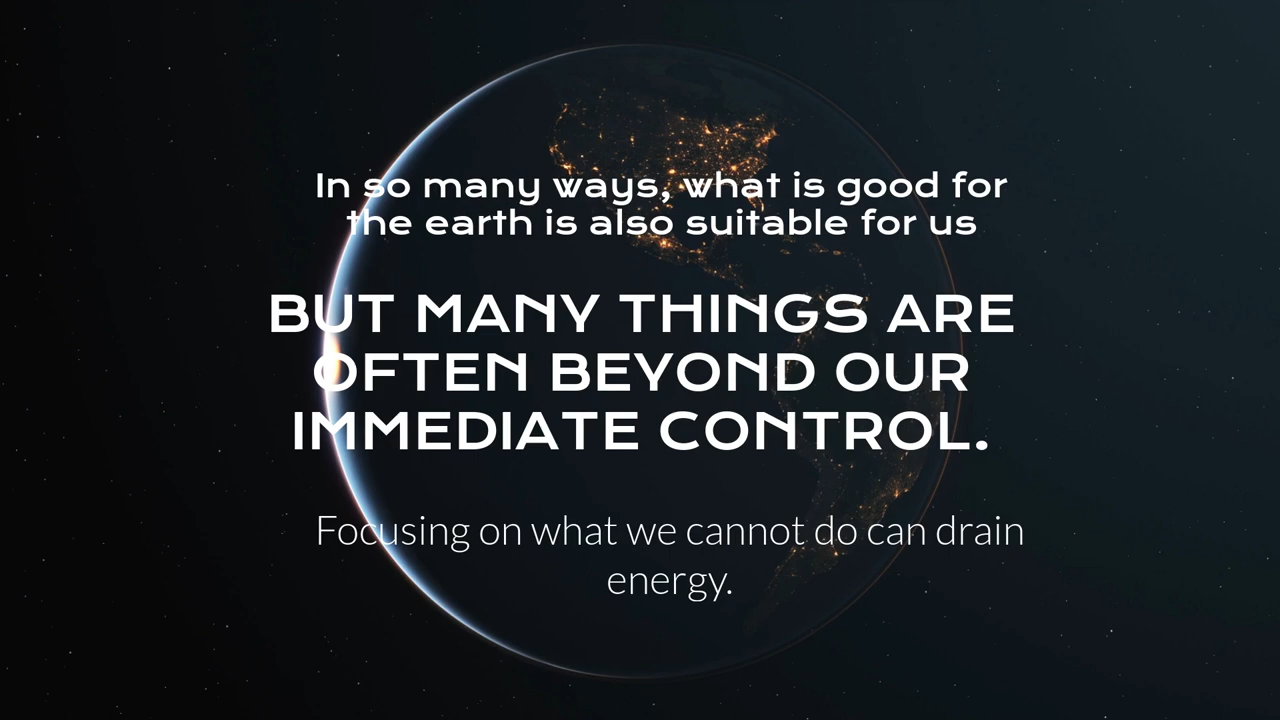 In so many ways, what is good for
the earth is also suitable for us
BUT MANY THINGS ARE
OFTEN BEYOND OUR
IMMEDIATE CONTROL.
Focusing on what we cannot do can drain
energy.